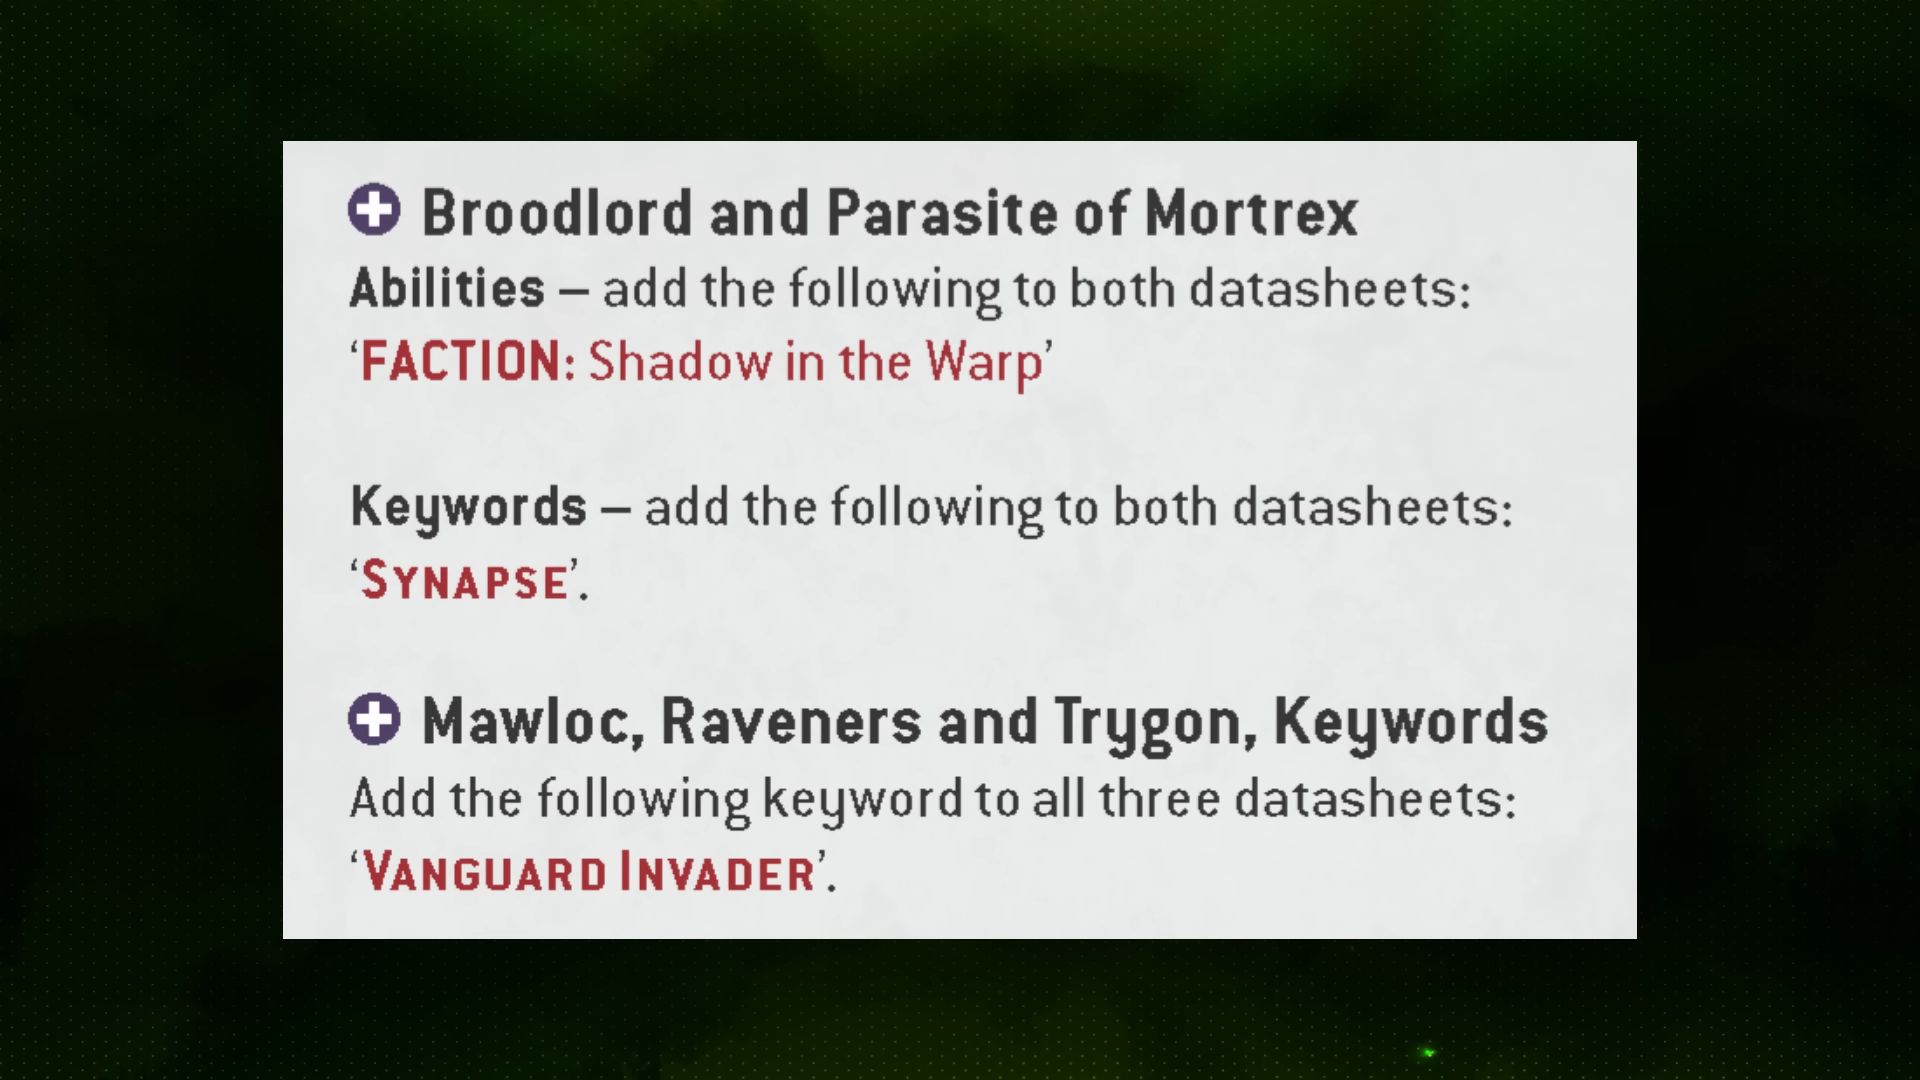 Broodlord and Parasite of Mortrex
Abilities – add the following to both datasheets:
‘FACTION: Shadow in the Warp’
Keywords – add the following to both datasheets:
‘SYNAPSE’.
Mawloc, Raveners and Trygon, Keywords
Add the following keyword to all three datasheets:
‘VANGUARD INVADER’.